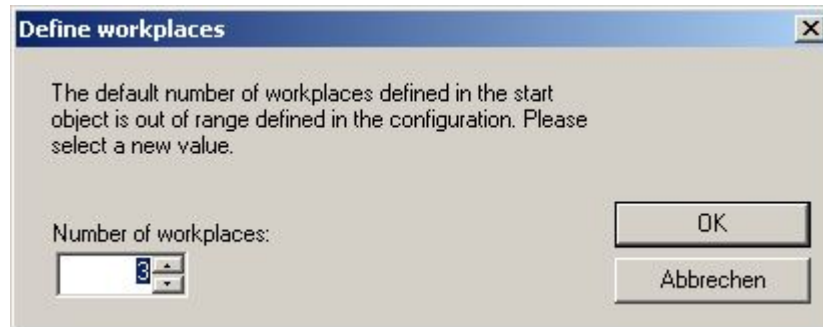 Define workplaces
The default number of workplaces defined in the start
object is out of range defined in the configuration. Please
select a new value.
Number of workplaces:
3
OK
Abbrechen